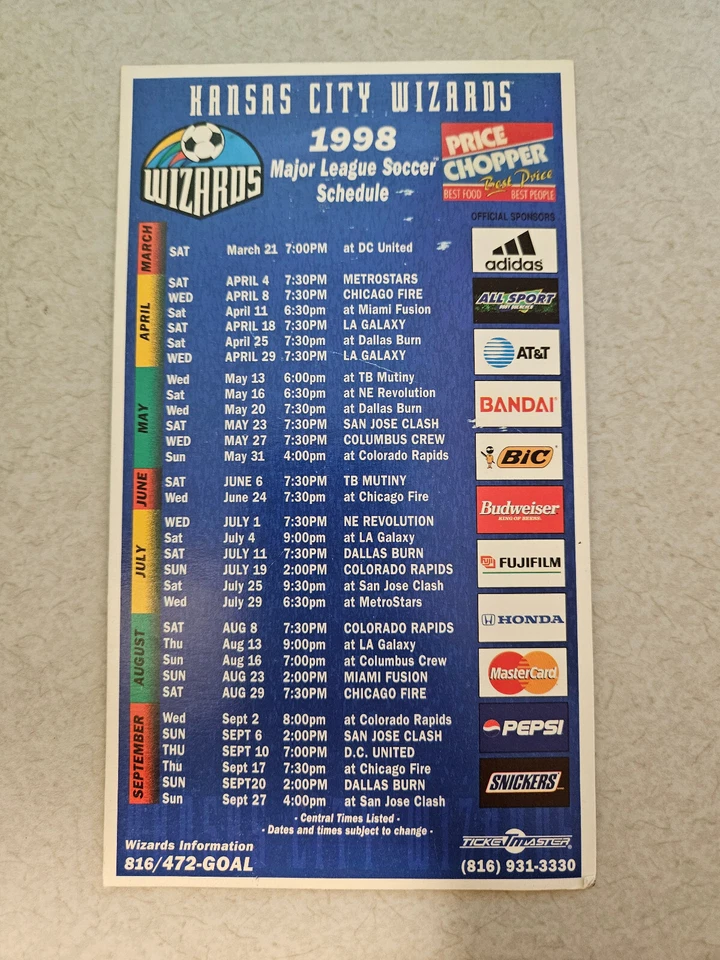 KANSAS CITY WIZARDS™
1998
Major League Soccer™
Schedule
WIZARDS
PRICE
CHOPPER
Best Price
BEST FOOD BEST PEOPLE
OFFICIAL SPONSORS
MARCH
SAT March 21 7:00PM at DC United
APRIL
SAT APRIL 4 7:30PM METROSTARS
WED APRIL 8 7:30PM CHICAGO FIRE
Sat April 11 6:30pm at Miami Fusion
SAT APRIL 18 7:30PM LA GALAXY
Sat April 25 7:30pm at Dallas Burn
WED APRIL 29 7:30PM LA GALAXY
MAY
Wed May 13 6:00pm at TB Mutiny
Sat May 16 6:30pm at NE Revolution
Wed May 20 7:30pm at Dallas Burn
SAT MAY 23 7:30PM SAN JOSE CLASH
WED MAY 27 7:30PM COLUMBUS CREW
Sun May 31 4:00pm at Colorado Rapids
JUNE
SAT JUNE 6 7:30PM TB MUTINY
Wed June 24 7:30pm at Chicago Fire
JULY
WED JULY 1 7:30PM NE REVOLUTION
Sat July 4 9:00pm at LA Galaxy
SAT JULY 11 7:30PM DALLAS BURN
SUN JULY 19 2:00PM COLORADO RAPIDS
Sat July 25 9:30pm at San Jose Clash
Wed July 29 6:30pm at MetroStars
AUGUST
SAT AUG 8 7:30PM COLORADO RAPIDS
Thu Aug 13 9:00pm at LA Galaxy
Sun Aug 16 7:00pm at Columbus Crew
SUN AUG 23 2:00PM MIAMI FUSION
SAT AUG 29 7:30PM CHICAGO FIRE
SEPTEMBER
Wed Sept 2 8:00pm at Colorado Rapids
SUN SEPT 6 2:00PM SAN JOSE CLASH
THU SEPT 10 7:00PM D.C. UNITED
Thu Sept 17 7:30pm at Chicago Fire
SUN SEPT20 2:00PM DALLAS BURN
Sun Sept 27 4:00pm at San Jose Clash
- Central Times Listed -
- Dates and times subject to change -
adidas
ALL SPORT
BODY QUENCHER
AT&T
BANDAI
BIC
Budweiser
KING OF BEERS.
FUJI FUJIFILM
HONDA
MasterCard
PEPSI
SNICKERS
Wizards Information
816/472-GOAL
TICKETMASTER
(816) 931-3330